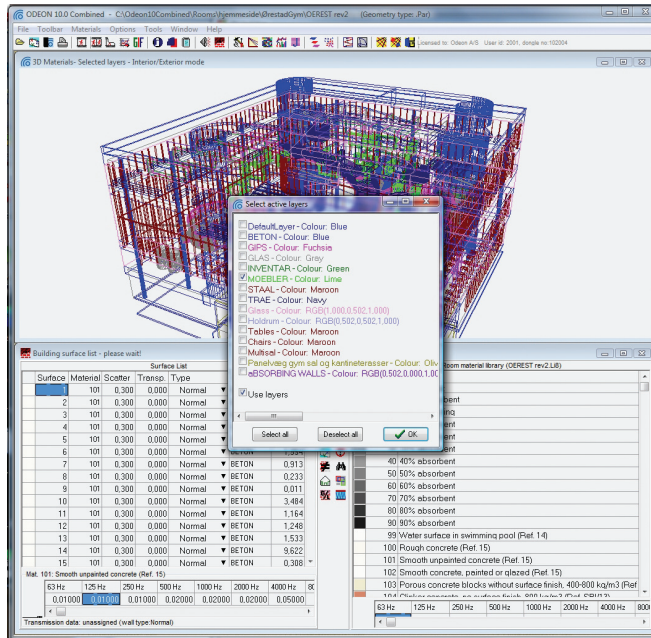 ODEON 10.0 Combined - C:\Odeon10Combined\Rooms\hjemmeside\ØrestadGym\OEREST rev2 (Geometry type: .Par)
File Toolbar Materials Options Tools Window Help
Licensed to: Odeon A/S User id: 2001, dongle no:102004
3D Materials- Selected layers - Interior/Exterior mode
Select active layers
DefaultLayer - Colour: Blue
BETON - Colour: Blue
GIPS - Colour: Fuchsia
GLAS - Colour: Gray
INVENTAR - Colour: Green
MOEBLER - Colour: Lime
STAAL - Colour: Maroon
TRAE - Colour: Navy
Glass - Colour: RGB(1,000,0,502,1,000)
Holdrum - Colour: RGB(0,502,0,502,1,000)
Tables - Colour: Maroon
Chairs - Colour: Maroon
Multisal - Colour: Maroon
Panelvæg gym sal og kantineterasser - Colour: Oliv
aBSORBING WALLS - Colour: RGB(0,502,0,000,1,00
Use layers
Select all Deselect all OK
Building surface list - please wait!
Surface List
Surface Material Scatter Transp. Type
1 101 0,300 0,000 Normal
2 101 0,300 0,000 Normal
3 101 0,300 0,000 Normal
4 101 0,300 0,000 Normal
5 101 0,300 0,000 Normal
6 101 0,300 0,000 Normal BETON 1,594
7 101 0,300 0,000 Normal BETON 0,913
8 101 0,300 0,000 Normal BETON 0,233
9 101 0,300 0,000 Normal BETON 0,011
10 101 0,300 0,000 Normal BETON 3,484
11 101 0,300 0,000 Normal BETON 1,164
12 101 0,300 0,000 Normal BETON 1,248
13 101 0,300 0,000 Normal BETON 1,533
14 101 0,300 0,000 Normal BETON 9,622
15 101 0,300 0,000 Normal BETON 0,308
Mat. 101: Smooth unpainted concrete (Ref. 15)
63 Hz 125 Hz 250 Hz 500 Hz 1000 Hz 2000 Hz 4000 Hz 80
0,01000 0,01000 0,01000 0,02000 0,02000 0,02000 0,05000
Transmission data: unassigned (wall type:Normal)
Room material library (OEREST rev2.Li8)
40 40% absorbent
50 50% absorbent
60 60% absorbent
70 70% absorbent
80 80% absorbent
90 90% absorbent
99 Water surface in swimming pool (Ref. 14)
100 Rough concrete (Ref. 15)
101 Smooth unpainted concrete (Ref. 15)
102 Smooth concrete, painted or glazed (Ref. 15)
103 Porous concrete blocks without surface finish, 400-800 kg/m3 (Ref
63 Hz 125 Hz 250 Hz 500 Hz 1000 Hz 2000 Hz 4000 Hz 8000